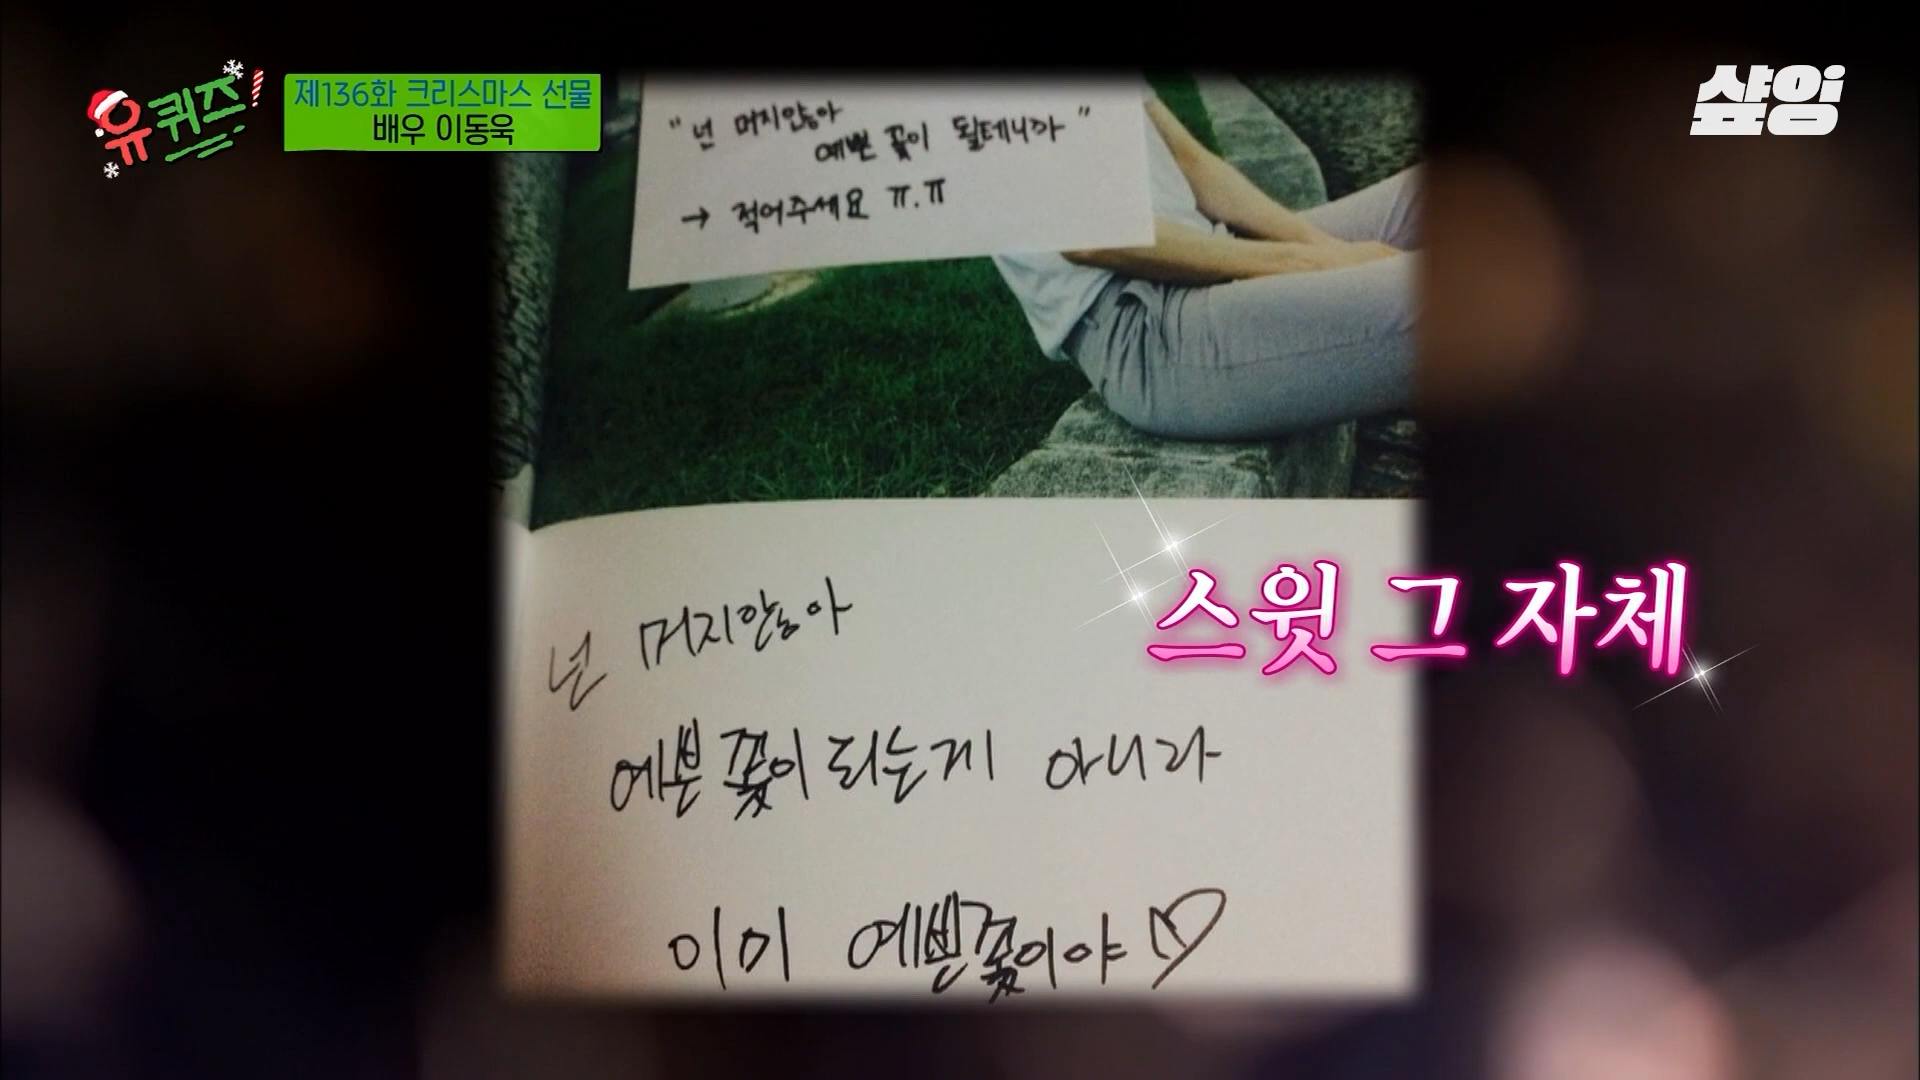 유퀴즈!
제136화 크리스마스 선물
배우 이동욱
샾잉
"넌 머지않아
예쁜 꽃이 될테니까"
→ 적어주세요 ㅠ.ㅠ
스윗 그 자체
넌 머지않아
예쁜 꽃이 되는게 아니라
이미 예쁜꽃이야♡